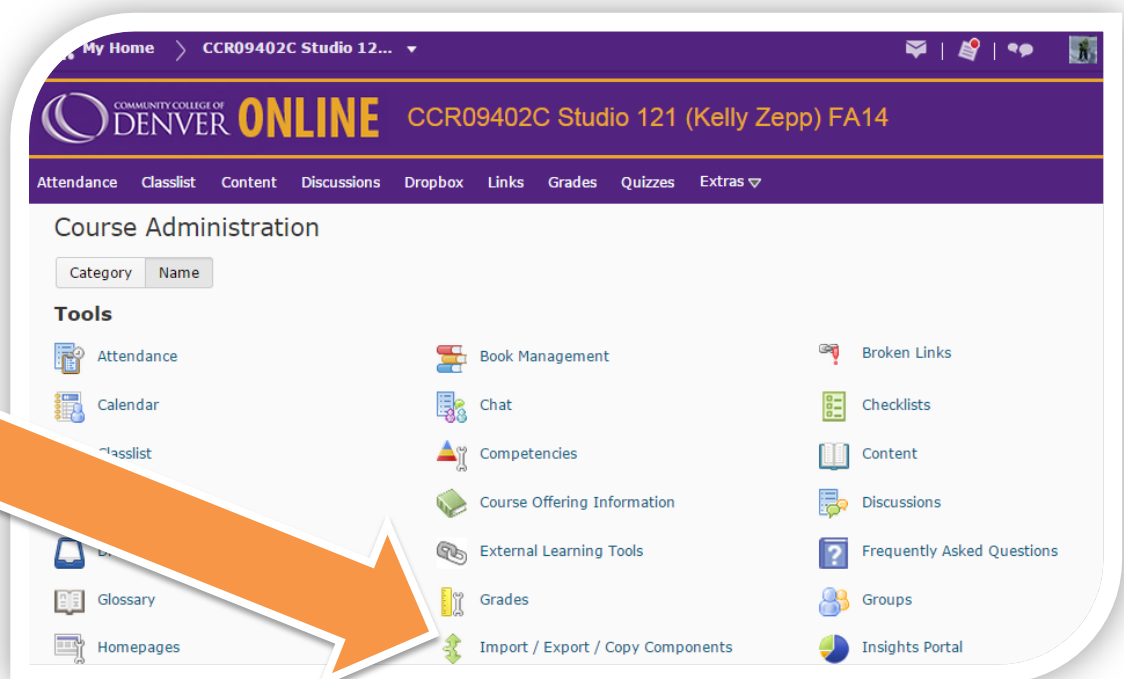 My Home > CCR09402C Studio 12...
COMMUNITY COLLEGE OF
DENVER ONLINE CCR09402C Studio 121 (Kelly Zepp) FA14
Attendance Classlist Content Discussions Dropbox Links Grades Quizzes Extras
Course Administration
Category Name
Tools
Attendance Book Management Broken Links
Calendar Chat Checklists
Classlist Competencies Content
Course Offering Information Discussions
External Learning Tools Frequently Asked Questions
Glossary Grades Groups
Homepages Import / Export / Copy Components Insights Portal